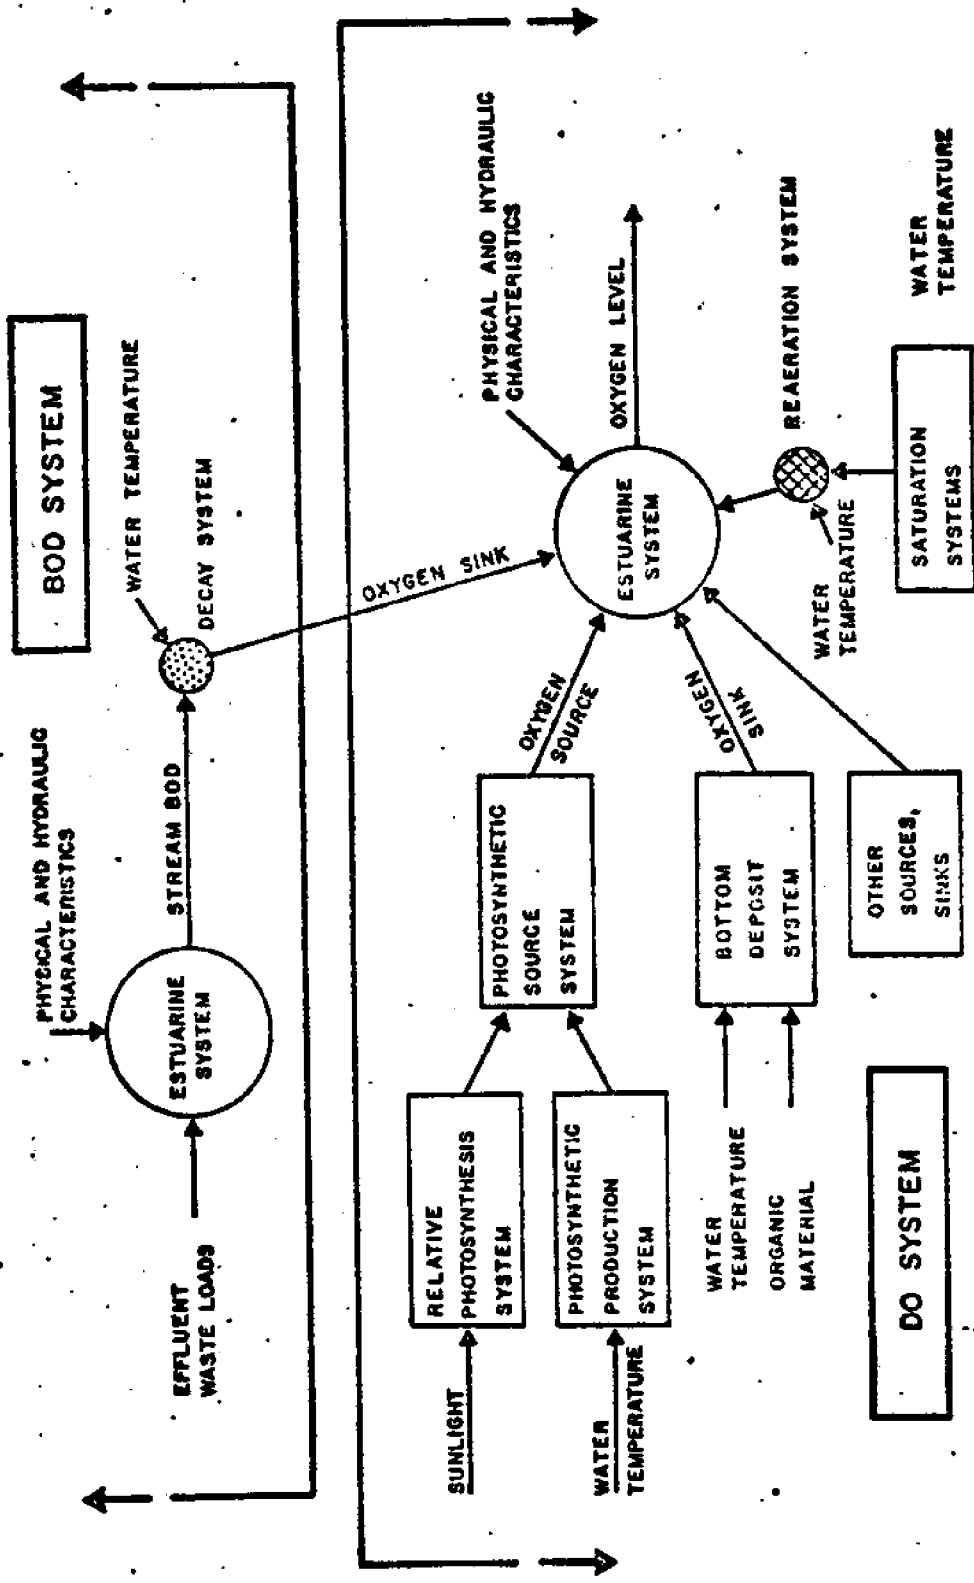 BOD SYSTEM
PHYSICAL AND HYDRAULIC
CHARACTERISTICS
WATER TEMPERATURE
EFFLUENT
WASTE LOADS
ESTUARINE
SYSTEM
STREAM BOD
DECAY SYSTEM
OXYGEN SINK
PHYSICAL AND HYDRAULIC
CHARACTERISTICS
SUNLIGHT
RELATIVE
PHOTOSYNTHESIS
SYSTEM
PHOTOSYNTHETIC
SOURCE
SYSTEM
OXYGEN
SOURCE
WATER
TEMPERATURE
PHOTOSYNTHETIC
PRODUCTION
SYSTEM
ESTUARINE
SYSTEM
OXYGEN LEVEL
WATER
TEMPERATURE
ORGANIC
MATERIAL
BOTTOM
DEPOSIT
SYSTEM
OXYGEN
SINK
REAERATION SYSTEM
WATER
TEMPERATURE
OTHER
SOURCES,
SINKS
SATURATION
SYSTEMS
WATER
TEMPERATURE
DO SYSTEM